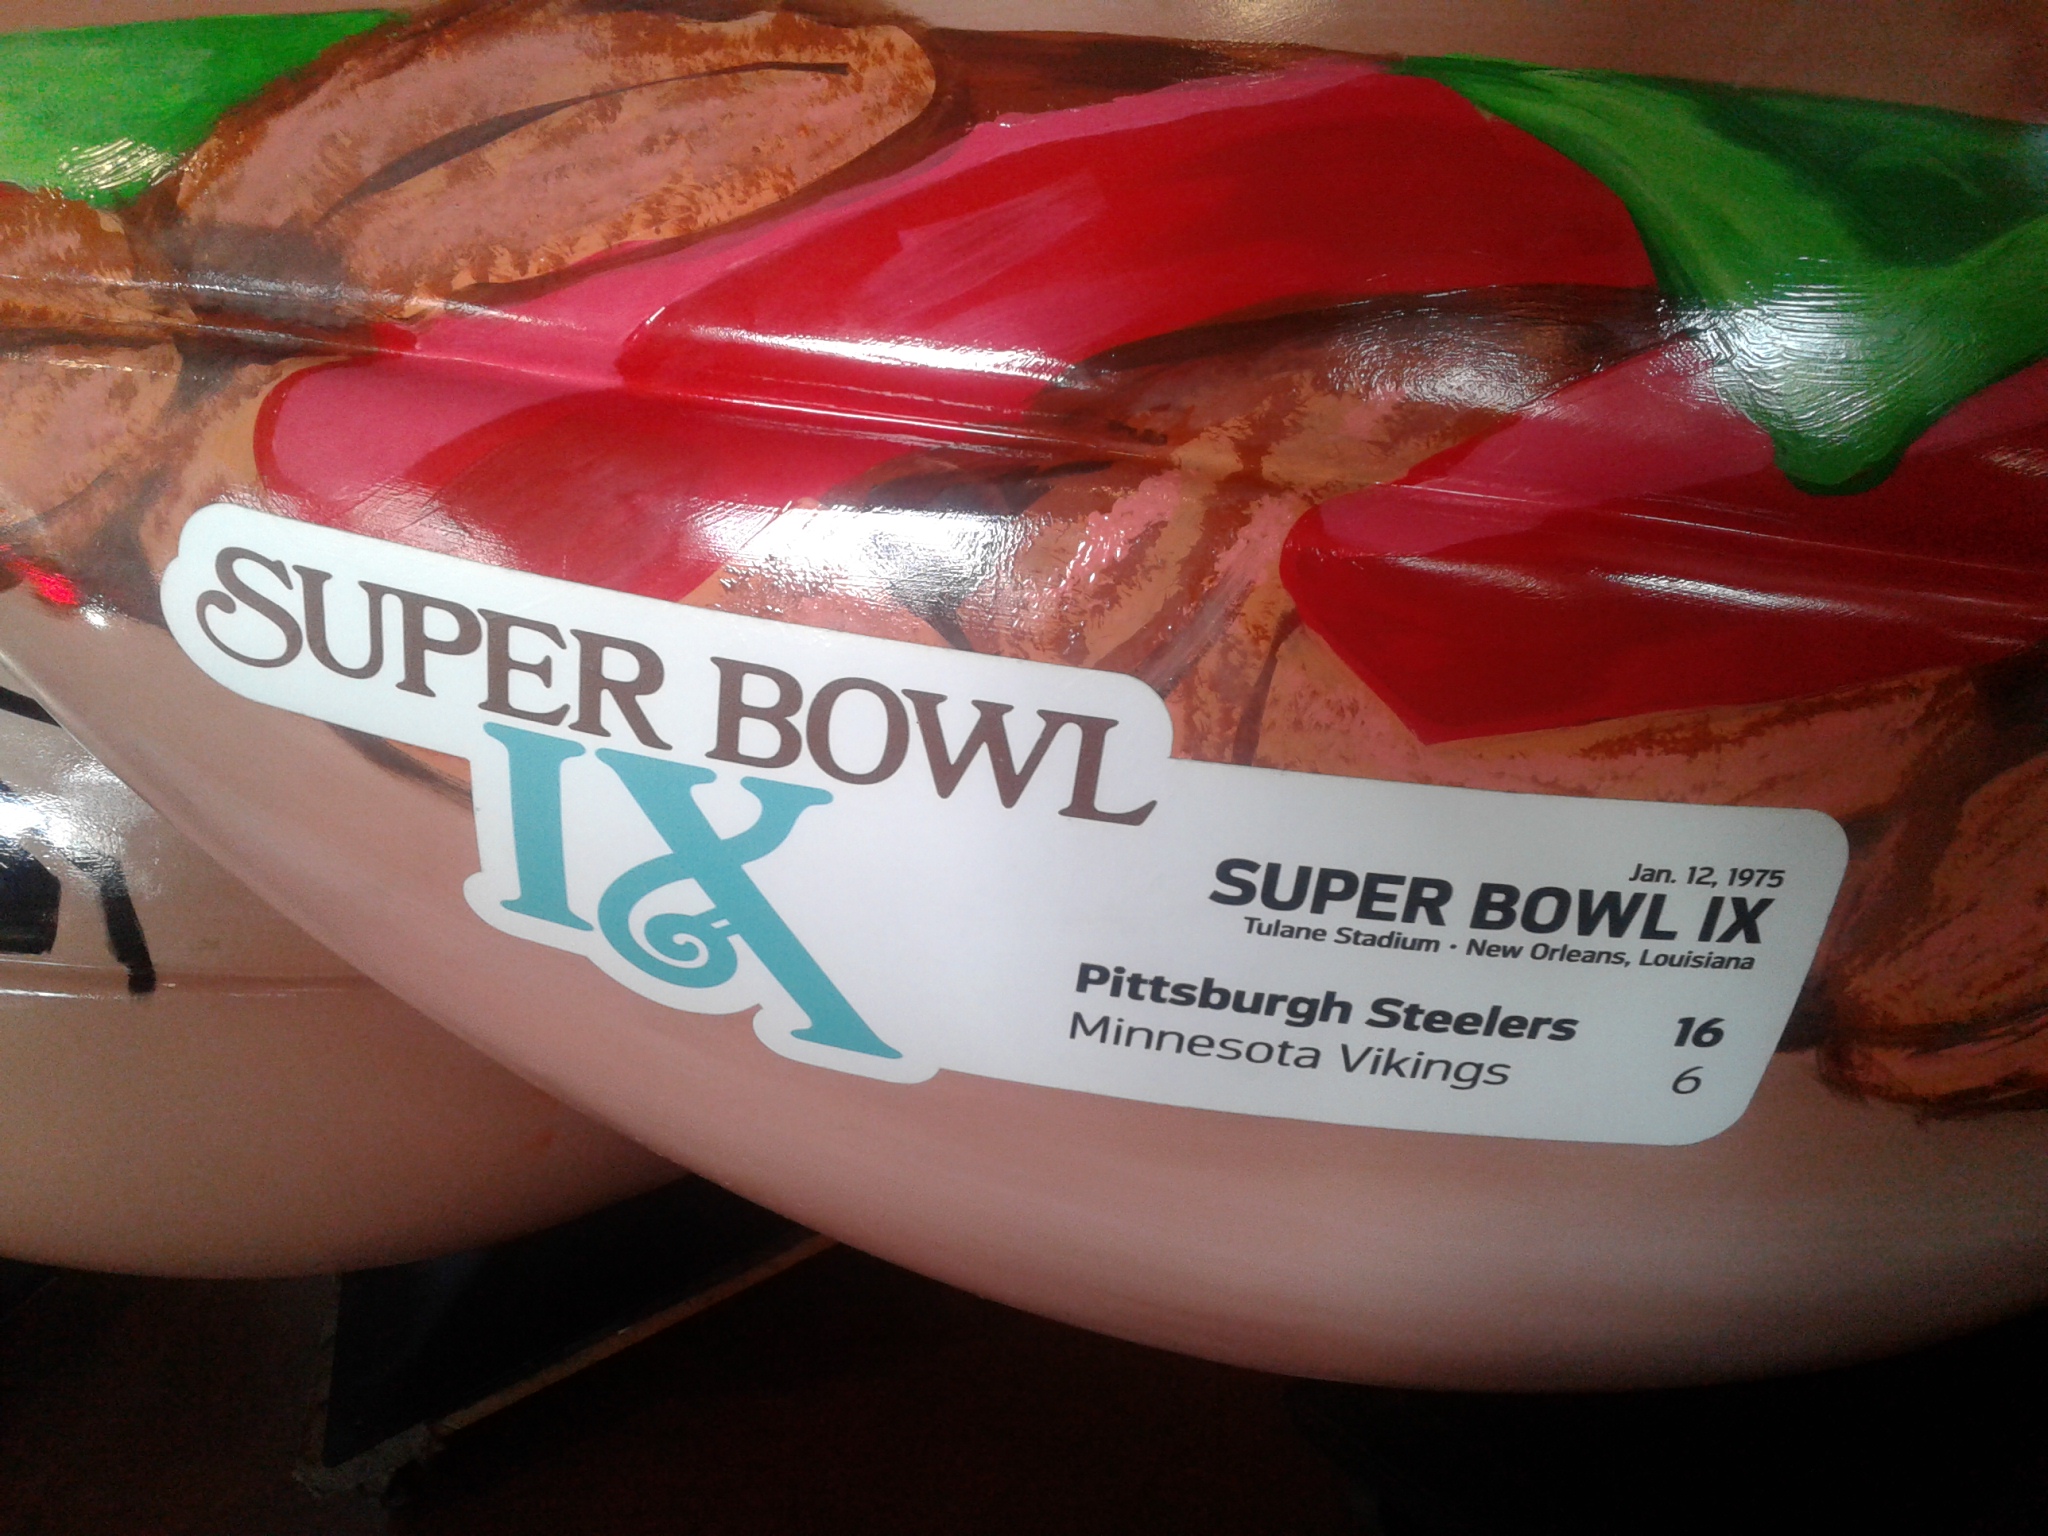 SUPER BOWL
IX
Jan. 12, 1975
SUPER BOWL IX
Tulane Stadium • New Orleans, Louisiana
Pittsburgh Steelers 16
Minnesota Vikings 6